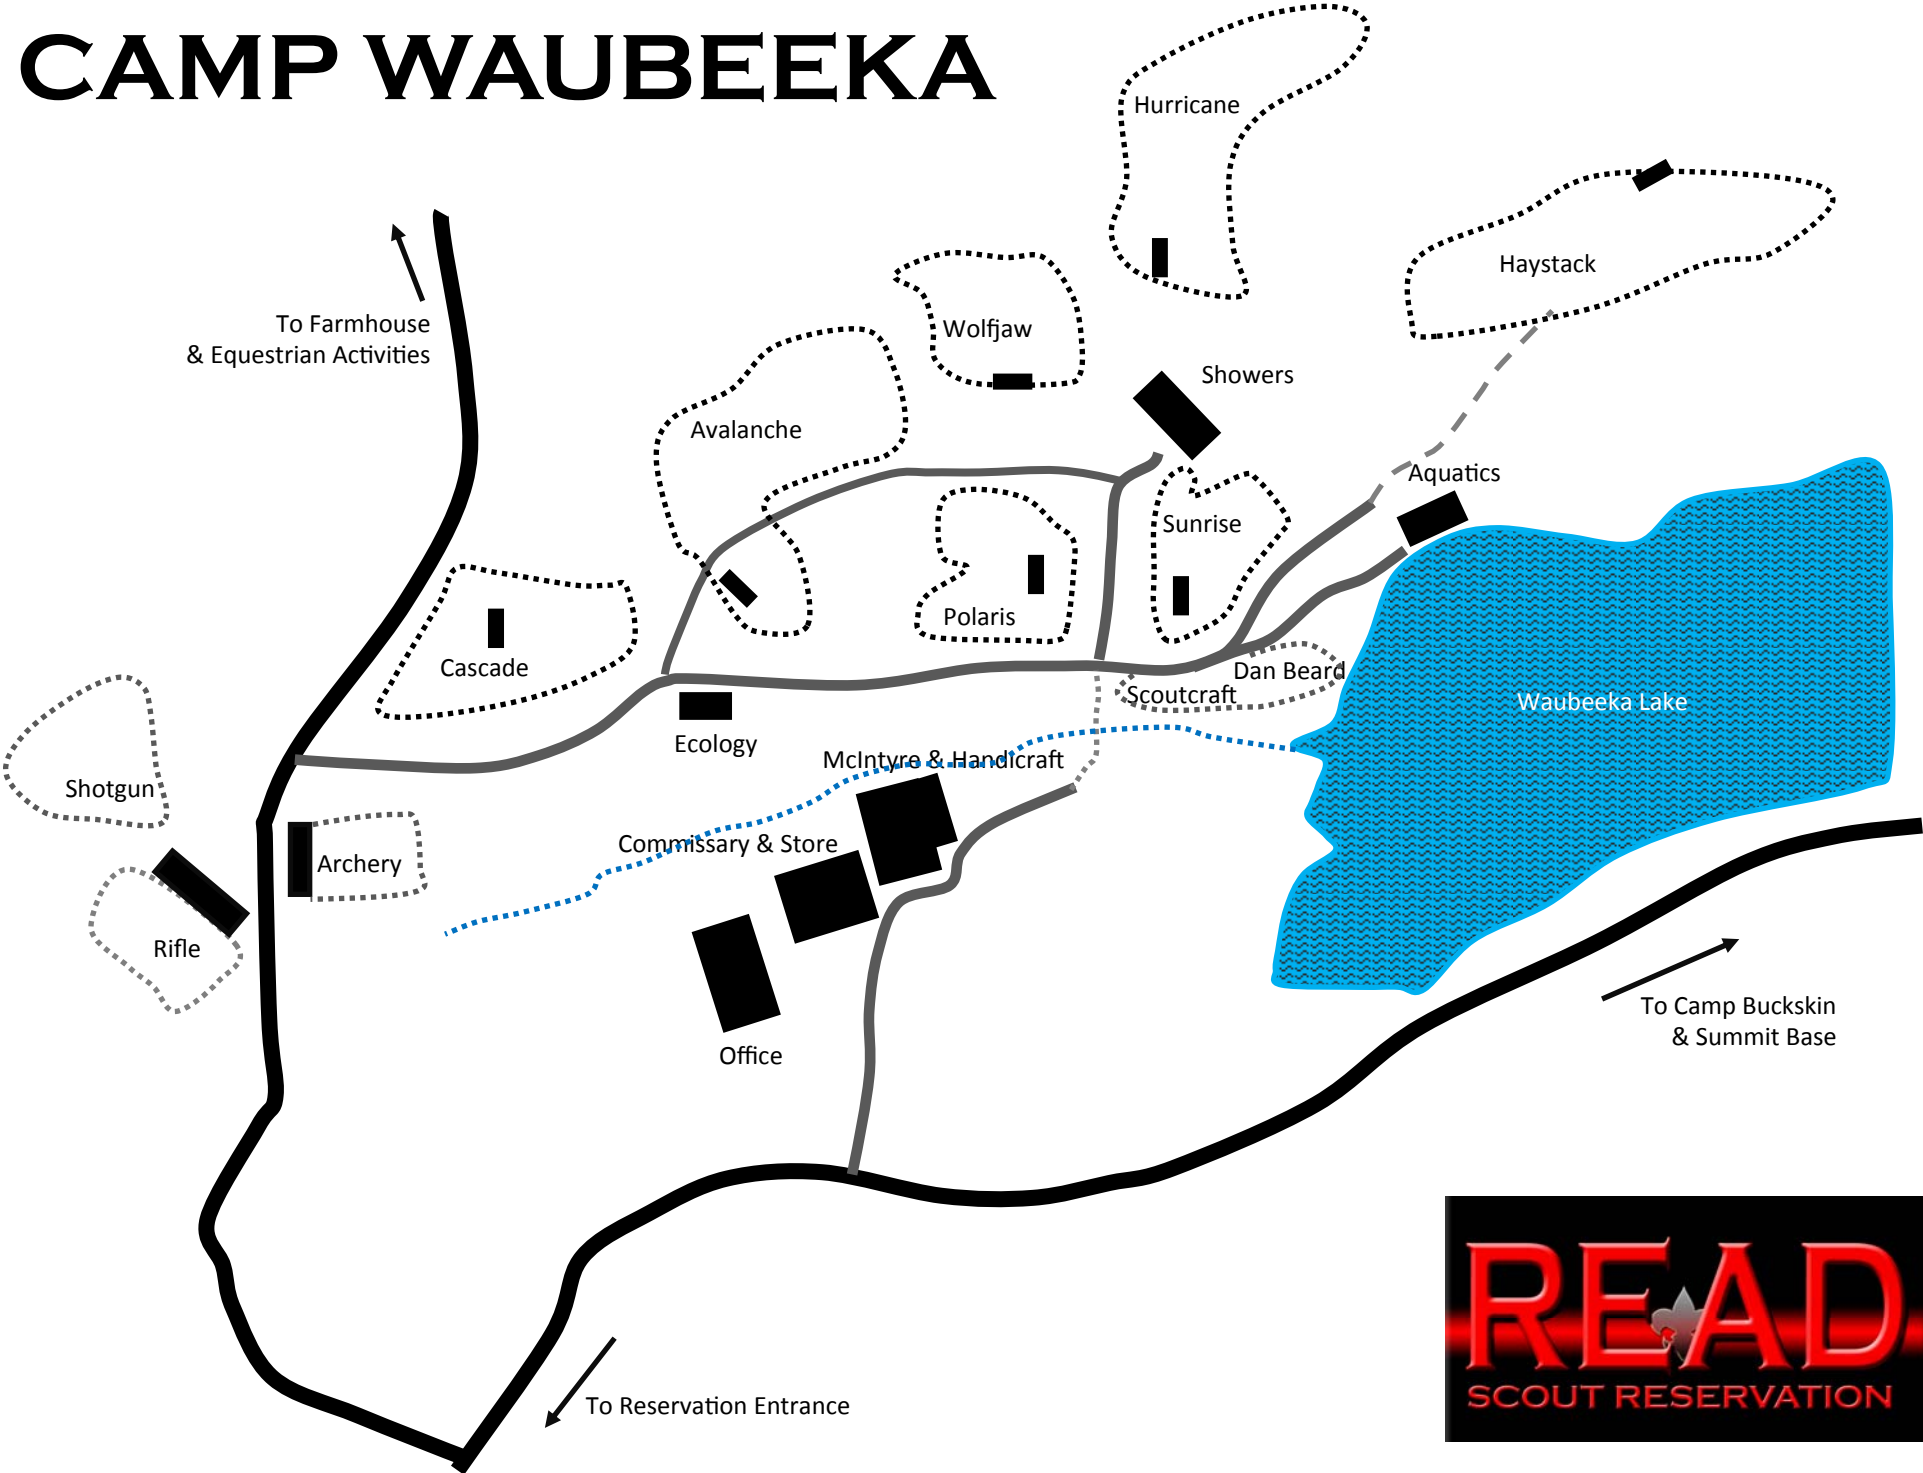 CAMP WAUBEEKA
Hurricane
Haystack
To Farmhouse
& Equestrian Activities
Wolfjaw
Showers
Avalanche
Aquatics
Sunrise
Polaris
Cascade
Dan Beard
Scoutcraft
Waubeeka Lake
Ecology
McIntyre & Handicraft
Shotgun
Commissary & Store
Archery
Rifle
To Camp Buckskin
& Summit Base
Office
To Reservation Entrance
READ
SCOUT RESERVATION